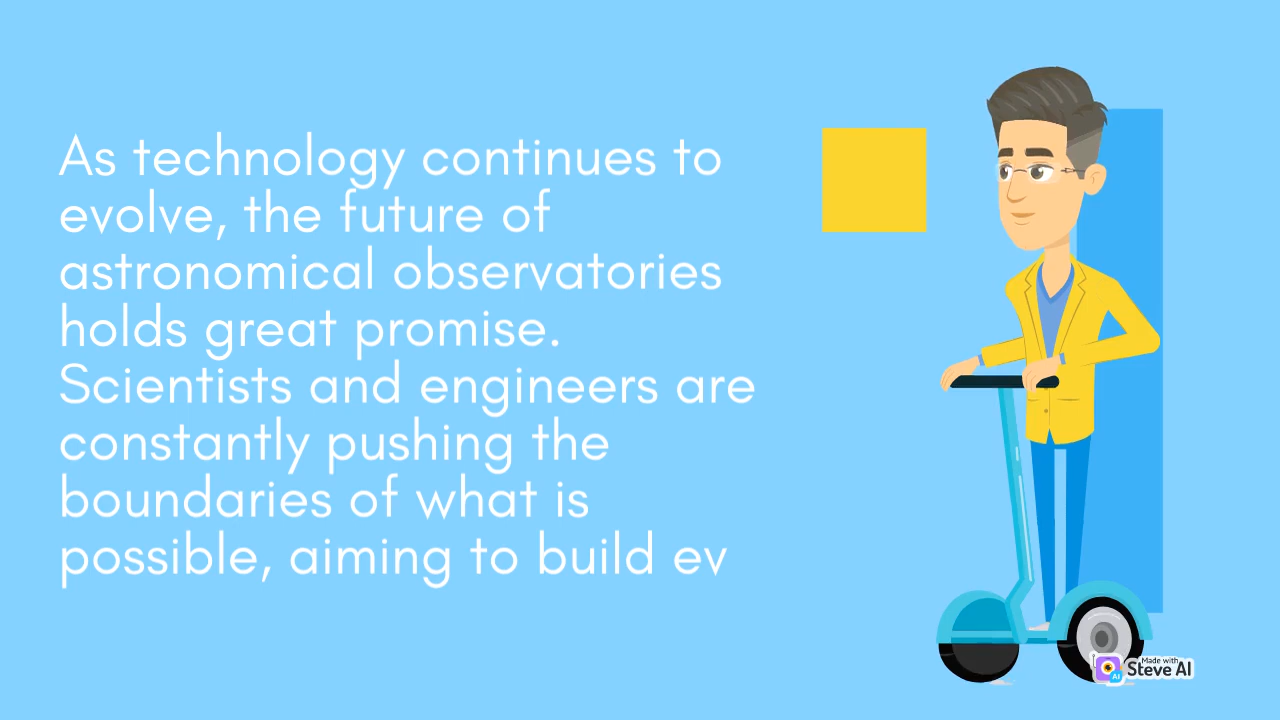 As technology continues to
evolve, the future of
astronomical observatories
holds great promise.
Scientists and engineers are
constantly pushing the
boundaries of what is
possible, aiming to build ev
Made with
Steve AI
AI